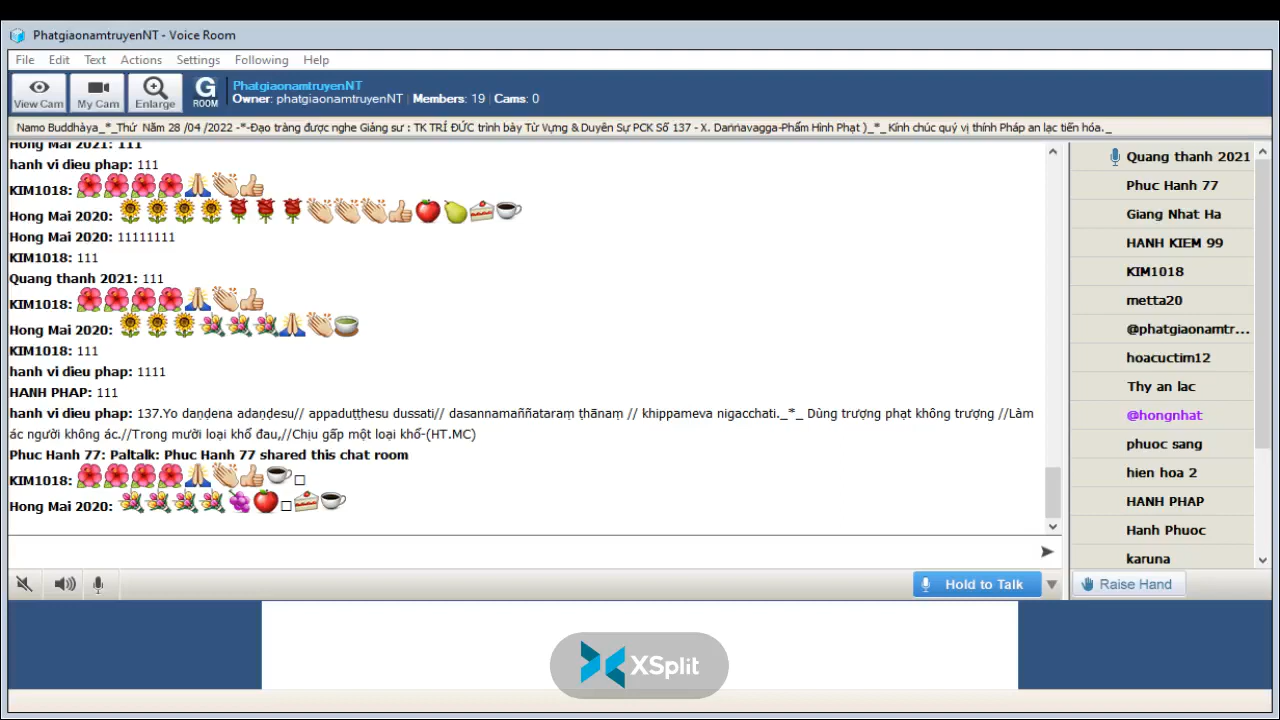 PhatgiaonamtruyenNT - Voice Room
File Edit Text Actions Settings Following Help
View Cam My Cam Enlarge G ROOM
PhatgiaonamtruyenNT
Owner: phatgiaonamtruyenNT | Members: 19 | Cams: 0
Namo Buddhàya_*_Thứ Năm 28 /04 /2022 -*-Đạo tràng được nghe Giảng sư : TK TRÍ ĐỨC trình bày Từ Vựng & Duyên Sự PCK Số 137 - X. Daṇṇavagga-Phẩm Hình Phạt )_*_ Kính chúc quý vị thính Pháp an lạc tiến hóa._
Hong Mai 2021: 111
hanh vi dieu phap: 111
KIM1018:
Hong Mai 2020:
Hong Mai 2020: 11111111
KIM1018: 111
Quang thanh 2021: 111
KIM1018:
Hong Mai 2020:
KIM1018: 111
hanh vi dieu phap: 1111
HANH PHAP: 111
hanh vi dieu phap: 137.Yo daṇḍena adaṇḍesu// appaduṭṭhesu dussati// dasannamaññataraṃ ṭhānaṃ // khippameva nigacchati._*_ Dùng trượng phạt không trượng //Làm
ác người không ác.//Trong mười loại khổ đau,//Chịu gấp một loại khổ-(HT.MC)
Phuc Hanh 77: Paltalk: Phuc Hanh 77 shared this chat room
KIM1018:
Hong Mai 2020:
Quang thanh 2021
Phuc Hanh 77
Giang Nhat Ha
HANH KIEM 99
KIM1018
metta20
@phatgiaonamtr...
hoacuctim12
Thy an lac
@hongnhat
phuoc sang
hien hoa 2
HANH PHAP
Hanh Phuoc
karuna
Hold to Talk
Raise Hand
XSplit